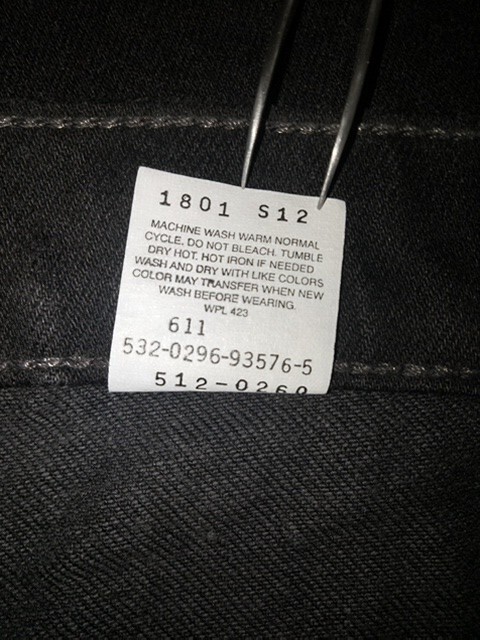 1801 S12
MACHINE WASH WARM NORMAL
CYCLE. DO NOT BLEACH. TUMBLE
DRY HOT. HOT IRON IF NEEDED
WASH AND DRY WITH LIKE COLORS
COLOR MAY TRANSFER WHEN NEW
WASH BEFORE WEARING.
WPL 423
611
532-0296-93576-5
512-0260